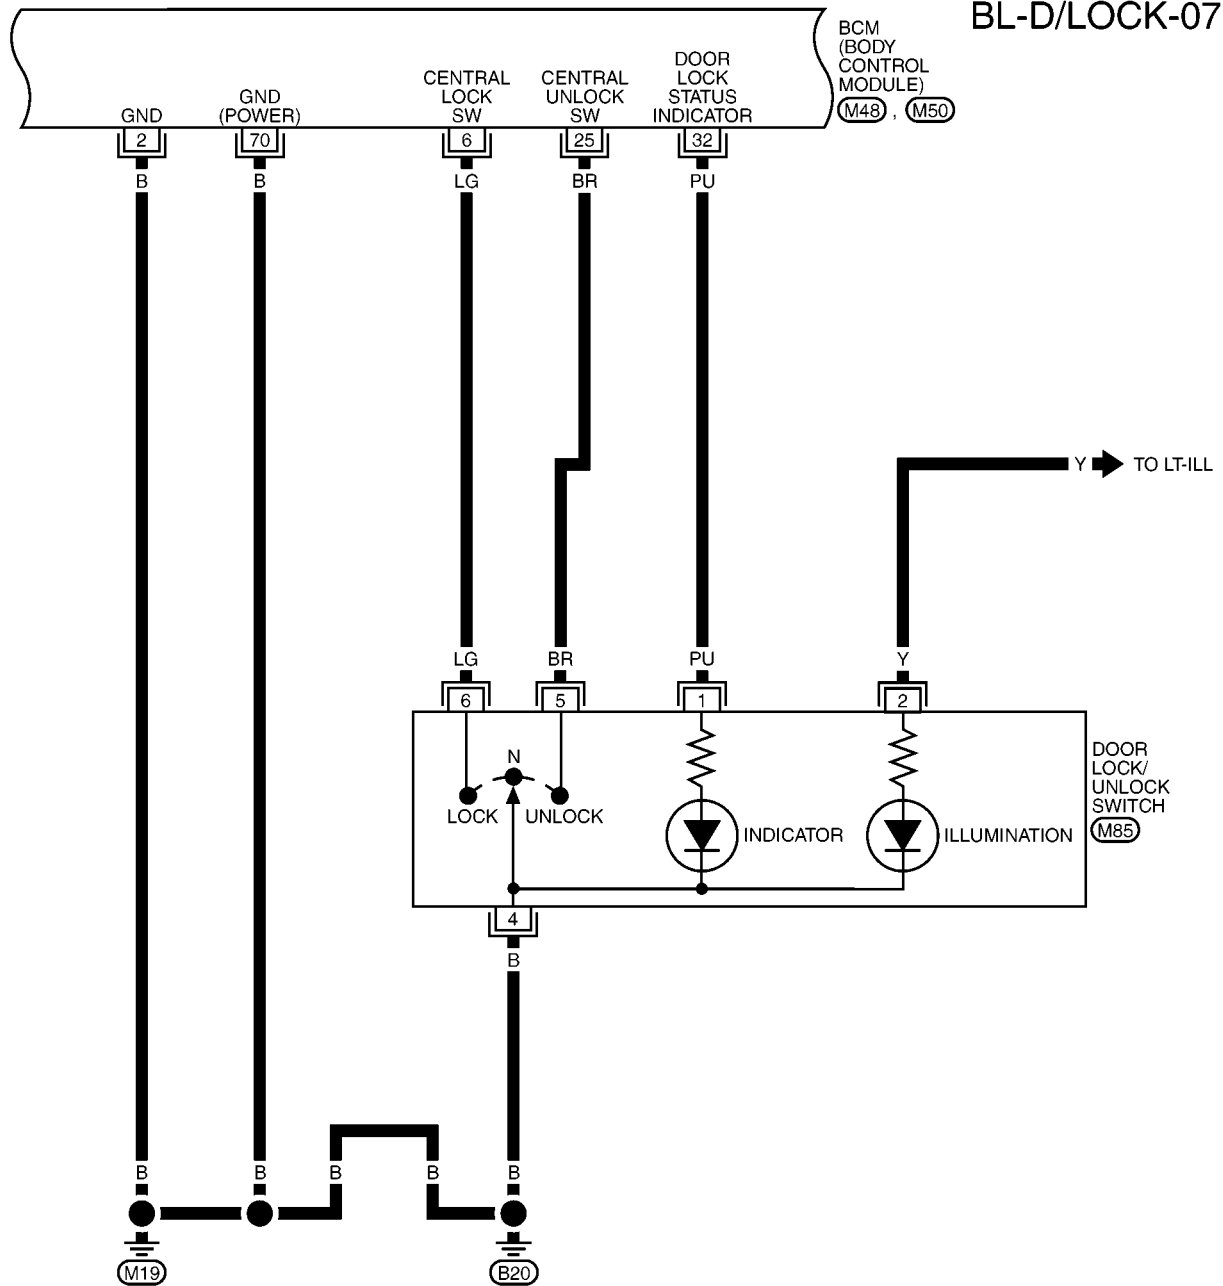 BL-D/LOCK-07
BCM
(BODY
CONTROL
MODULE)
M48 , M50
GND
GND
(POWER)
CENTRAL
LOCK
SW
CENTRAL
UNLOCK
SW
DOOR
LOCK
STATUS
INDICATOR
2
70
6
25
32
B
B
LG
BR
PU
Y
TO LT-ILL
LG
BR
PU
Y
6
5
1
2
N
LOCK
UNLOCK
INDICATOR
ILLUMINATION
DOOR
LOCK/
UNLOCK
SWITCH
M85
4
B
B
B
B
B
B
M19
B20